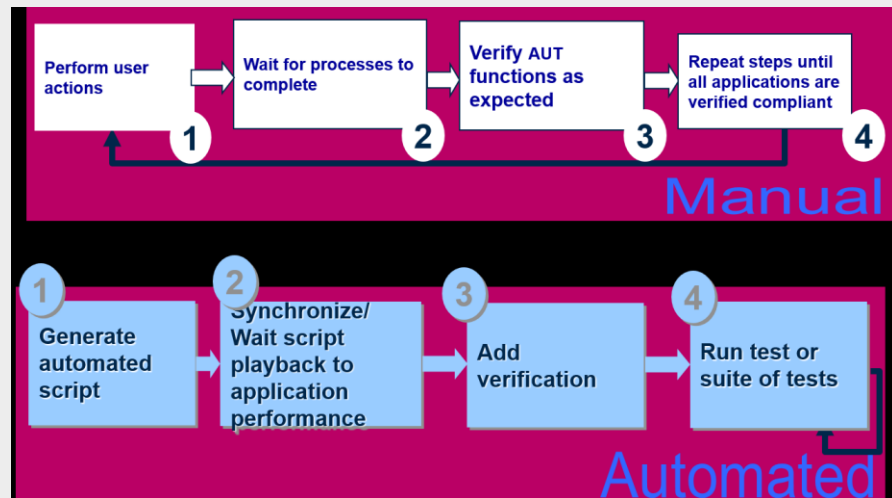 Perform user
actions
1
Wait for processes to
complete
2
Verify AUT
functions as
expected
3
Repeat steps until
all applications are
verified compliant
4
Manual
1
Generate
automated
script
2
Synchronize/
Wait script
playback to
application
performance
3
Add
verification
4
Run test or
suite of tests
Automated